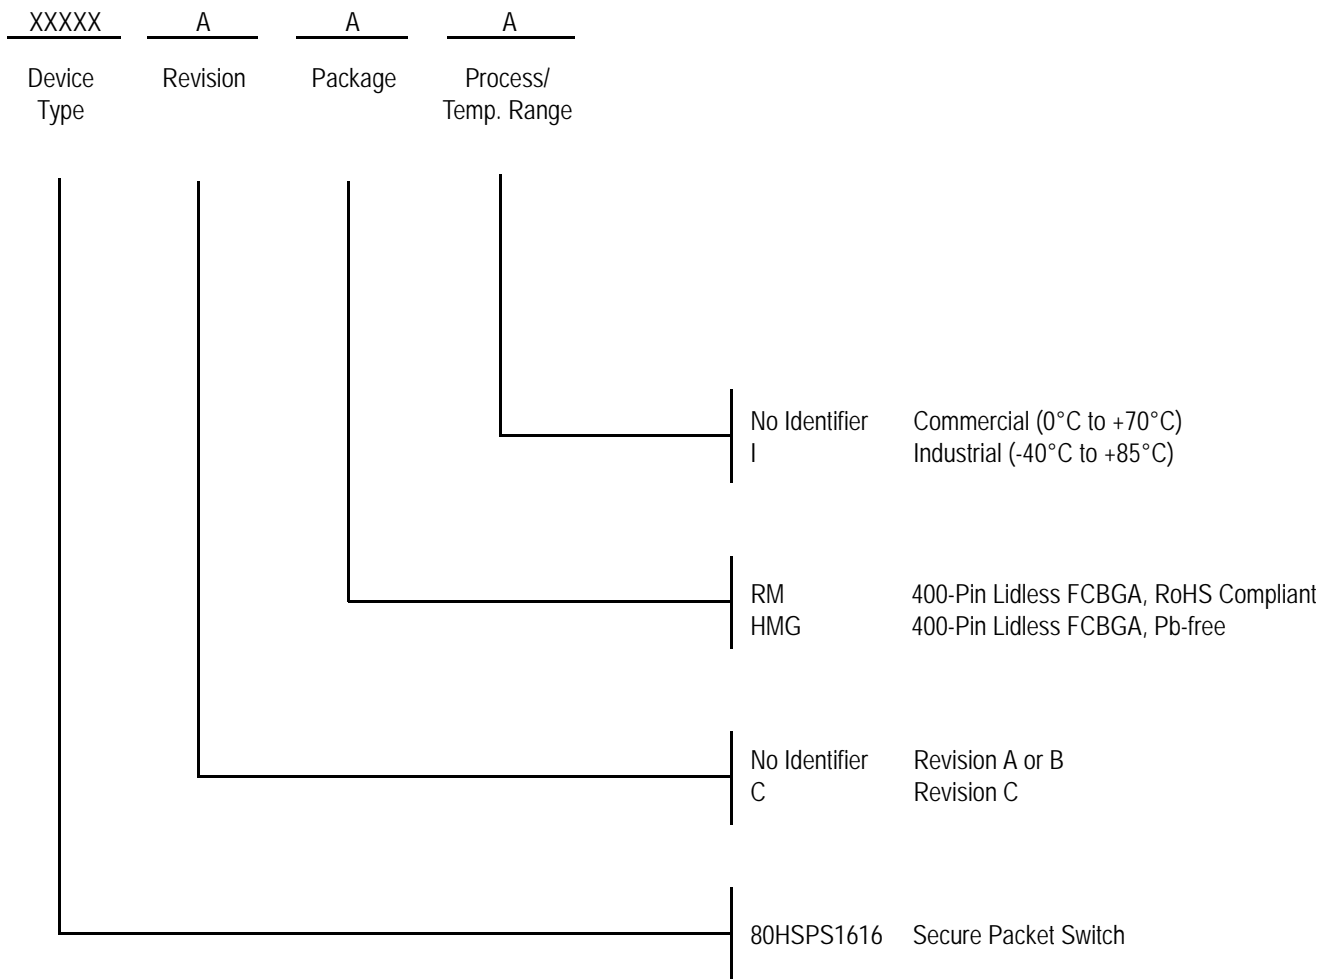 XXXXX A A A
Device Type Revision Package Process/ Temp. Range
No Identifier Commercial (0°C to +70°C)
I Industrial (-40°C to +85°C)
RM 400-Pin Lidless FCBGA, RoHS Compliant
HMG 400-Pin Lidless FCBGA, Pb-free
No Identifier Revision A or B
C Revision C
80HSPS1616 Secure Packet Switch